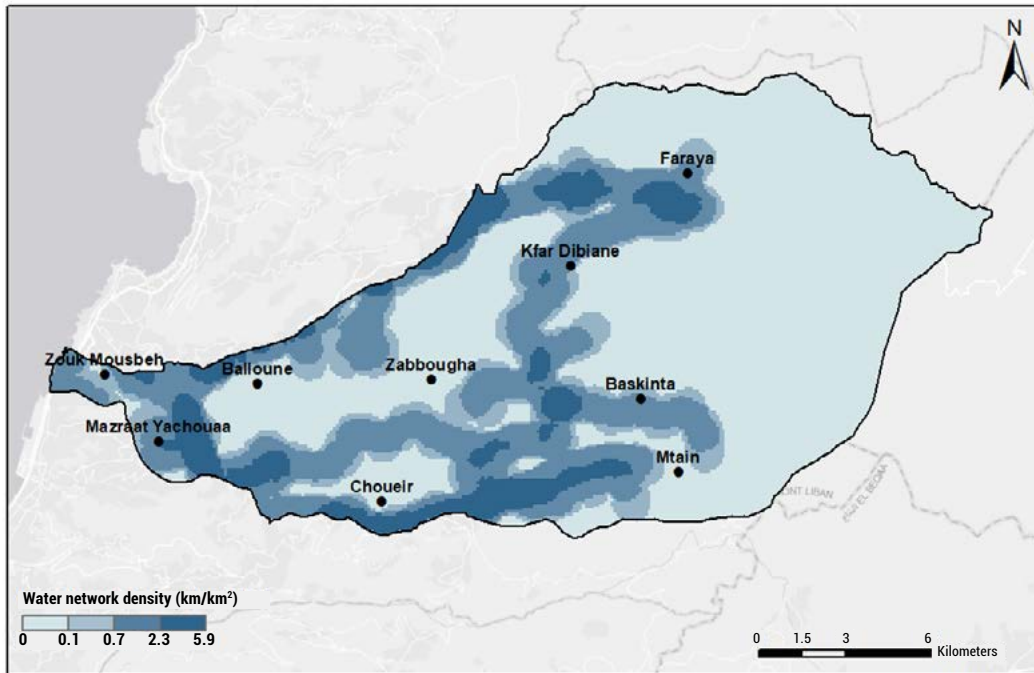 N
Faraya
Kfar Dibiane
Zouk Mousbeh
Balloune
Zabbougha
Baskinta
Mazraat Yachouaa
Mtain
Choueir
Water network density (km/km²)
0 0.1 0.7 2.3 5.9
0 1.5 3 6
Kilometers